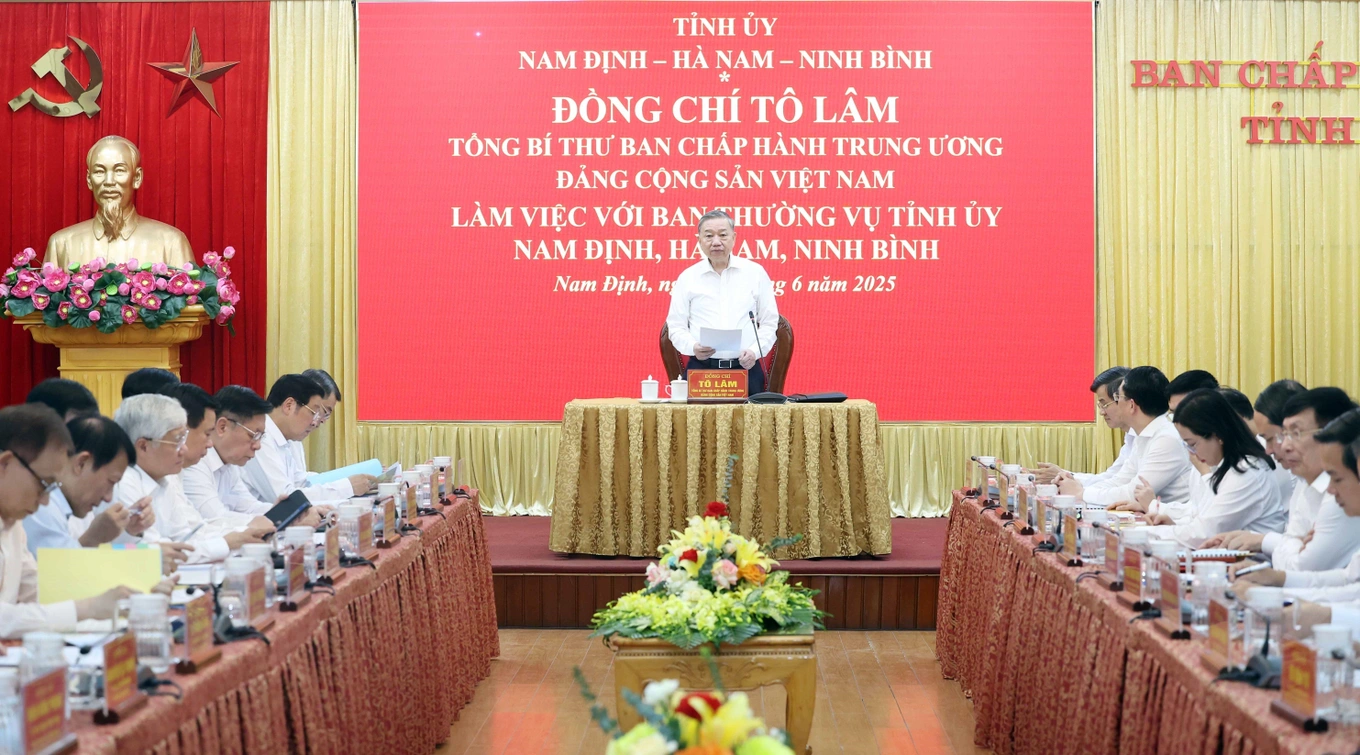 TỈNH ỦY
NAM ĐỊNH – HÀ NAM – NINH BÌNH
*
ĐỒNG CHÍ TÔ LÂM
TỔNG BÍ THƯ BAN CHẤP HÀNH TRUNG ƯƠNG
ĐẢNG CỘNG SẢN VIỆT NAM
LÀM VIỆC VỚI BAN THƯỜNG VỤ TỈNH ỦY
NAM ĐỊNH, HÀ NAM, NINH BÌNH
Nam Định, 6 năm 2025
BAN CHẤP
TỈNH
ĐỒNG CHÍ
TÔ LÂM